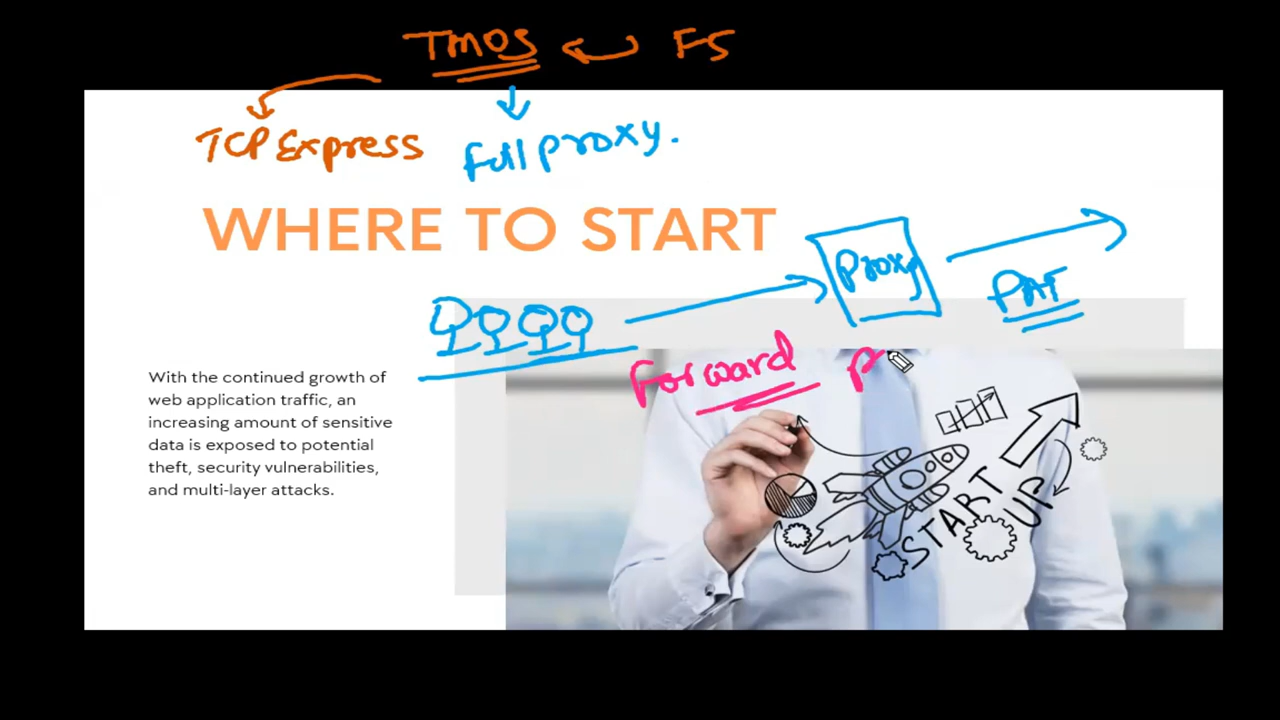 TMOS F5
TCP Express Full proxy.
WHERE TO START
Proxy
PAT
Forward P
With the continued growth of
web application traffic, an
increasing amount of sensitive
data is exposed to potential
theft, security vulnerabilities,
and multi-layer attacks.
START
UP